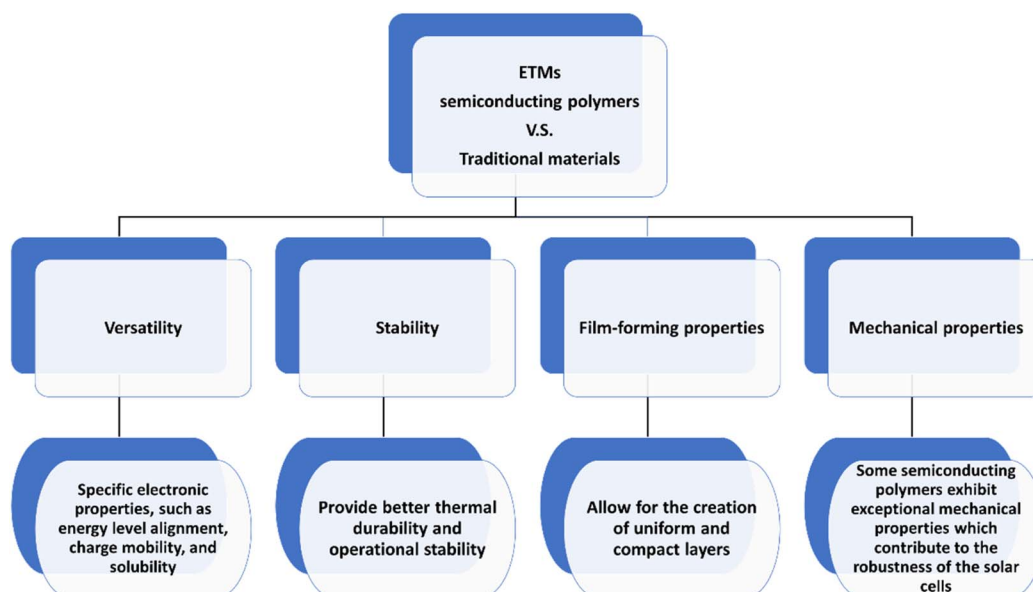 ETMs
semiconducting polymers
V.S.
Traditional materials
Versatility
Stability
Film-forming properties
Mechanical properties
Specific electronic
properties, such as
energy level alignment,
charge mobility, and
solubility
Provide better thermal
durability and
operational stability
Allow for the creation
of uniform and
compact layers
Some semiconducting
polymers exhibit
exceptional mechanical
properties which
contribute to the
robustness of the solar
cells